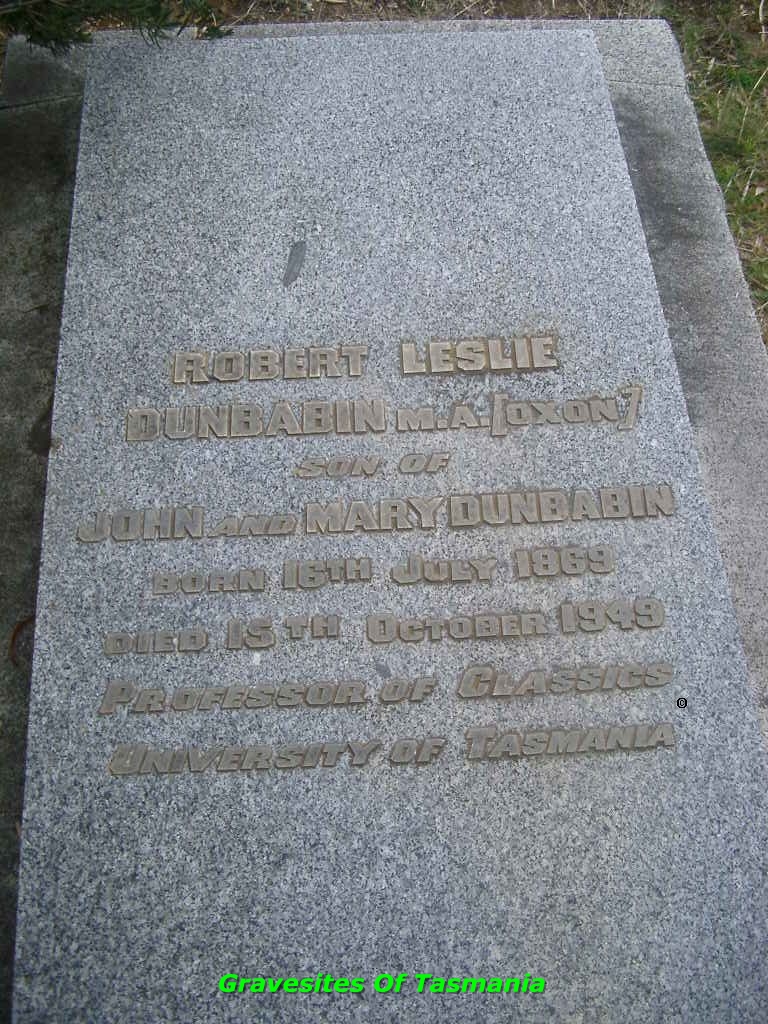 ROBERT LESLIE
DUNBABIN M.A. [OXON]
SON OF
JOHN AND MARY DUNBABIN
BORN 16TH JULY 1869
DIED 15TH OCTOBER 1949
PROFESSOR OF CLASSICS
UNIVERSITY OF TASMANIA
©
Gravesites Of Tasmania